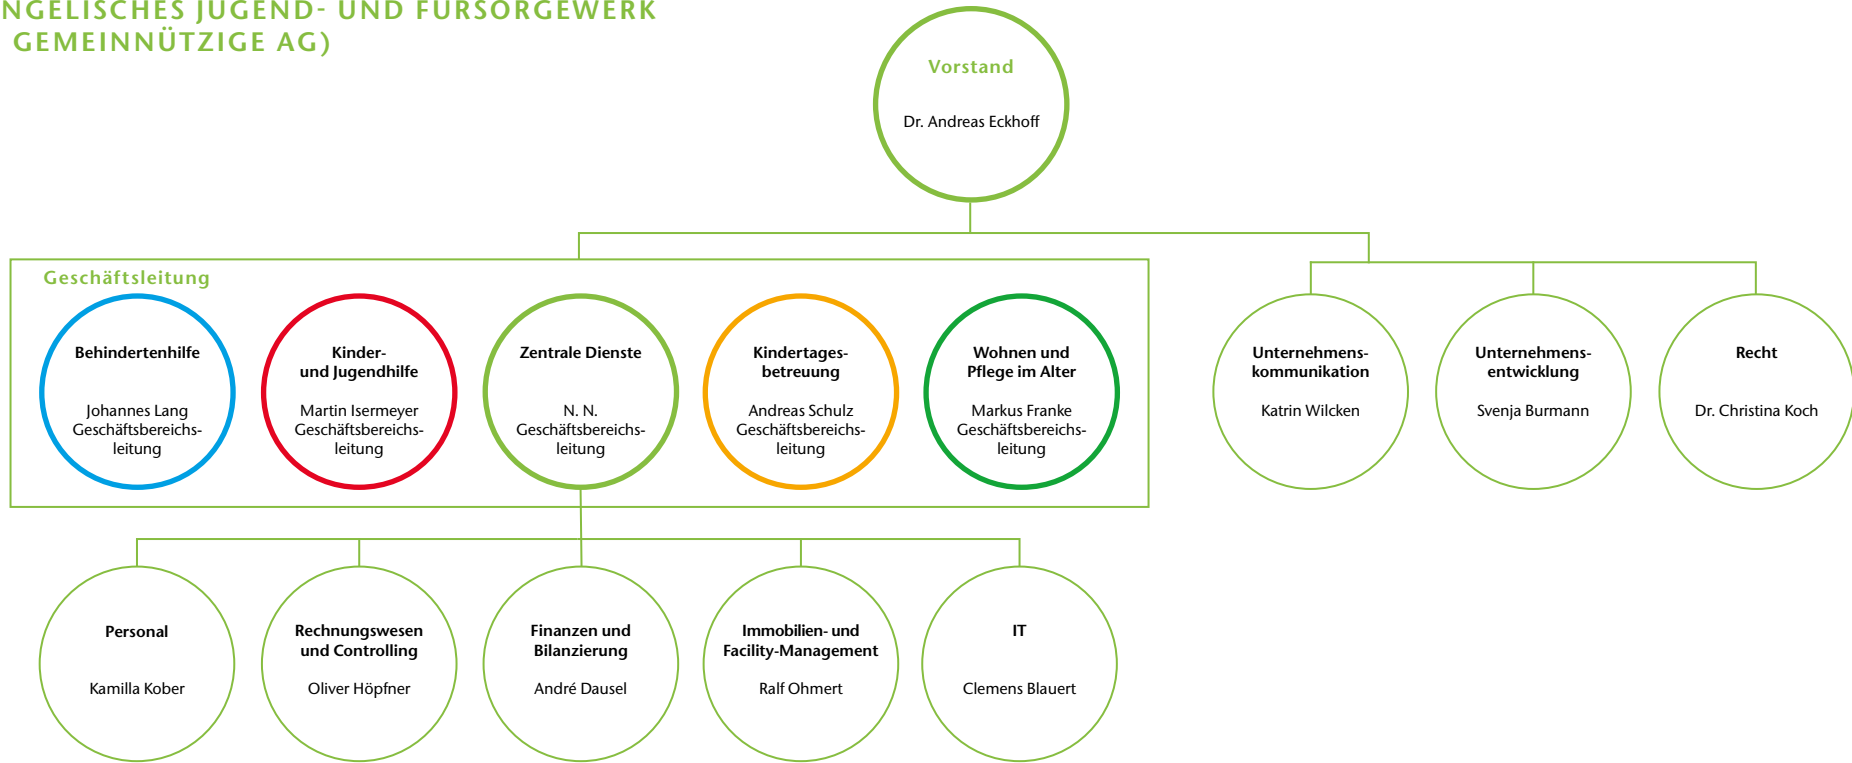 NGELISCHES JUGEND- UND FÜRSORGEWERK
GEMEINNÜTZIGE AG)
Vorstand
Dr. Andreas Eckhoff
Geschäftsleitung
Behindertenhilfe
Johannes Lang
Geschäftsbereichs-
leitung
Kinder-
und Jugendhilfe
Martin Isermeyer
Geschäftsbereichs-
leitung
Zentrale Dienste
N. N.
Geschäftsbereichs-
leitung
Kindertages-
betreuung
Andreas Schulz
Geschäftsbereichs-
leitung
Wohnen und
Pflege im Alter
Markus Franke
Geschäftsbereichs-
leitung
Unternehmens-
kommunikation
Katrin Wilcken
Unternehmens-
entwicklung
Svenja Burmann
Recht
Dr. Christina Koch
Personal
Kamilla Kober
Rechnungswesen
und Controlling
Oliver Höpfner
Finanzen und
Bilanzierung
André Dausel
Immobilien- und
Facility-Management
Ralf Ohmert
IT
Clemens Blauert